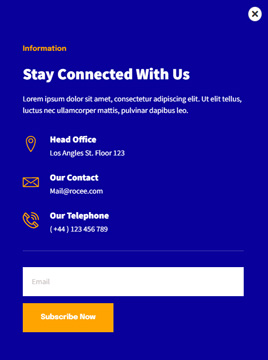 Information
Stay Connected With Us
Lorem ipsum dolor sit amet, consectetur adipiscing elit. Ut elit tellus,
luctus nec ullamcorper mattis, pulvinar dapibus leo.
Head Office
Los Angles St. Floor 123
Our Contact
Mail@rocee.com
Our Telephone
( +44 ) 123 456 789
Email
Subscribe Now